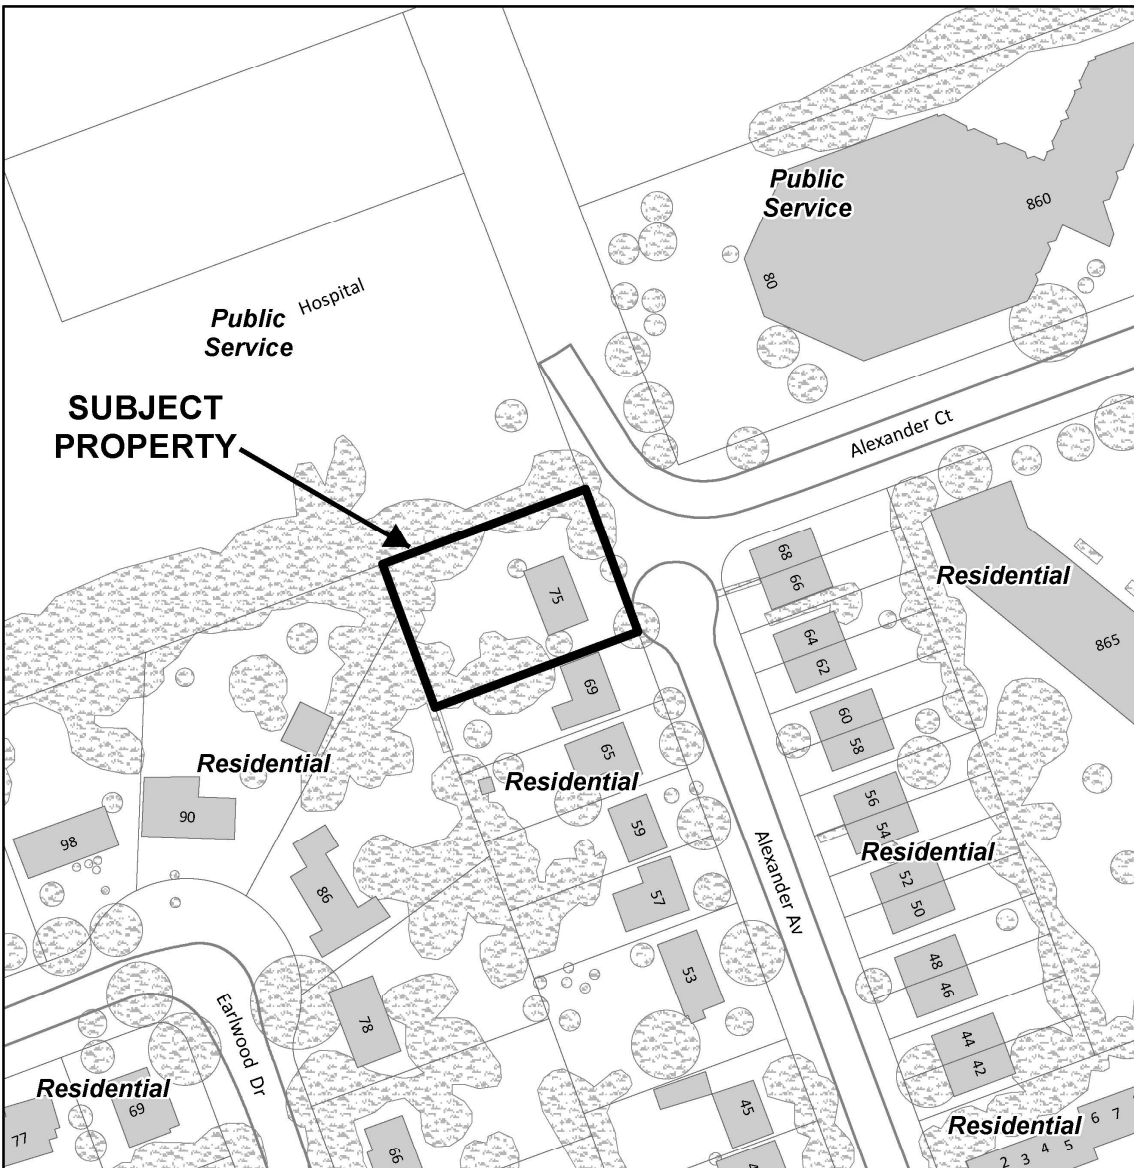 Public
Service
860
80
Hospital
Public
Service
SUBJECT
PROPERTY
Alexander Ct
68
66
75
Residential
64
62
865
69
60
58
65
Residential
Residential
56
54
59
90
98
Residential
Alexander Av
52
50
86
57
48
46
53
78
Earlwood Dr
44
42
Residential
69
77
45
66
Residential
2 3 4 5 6 7